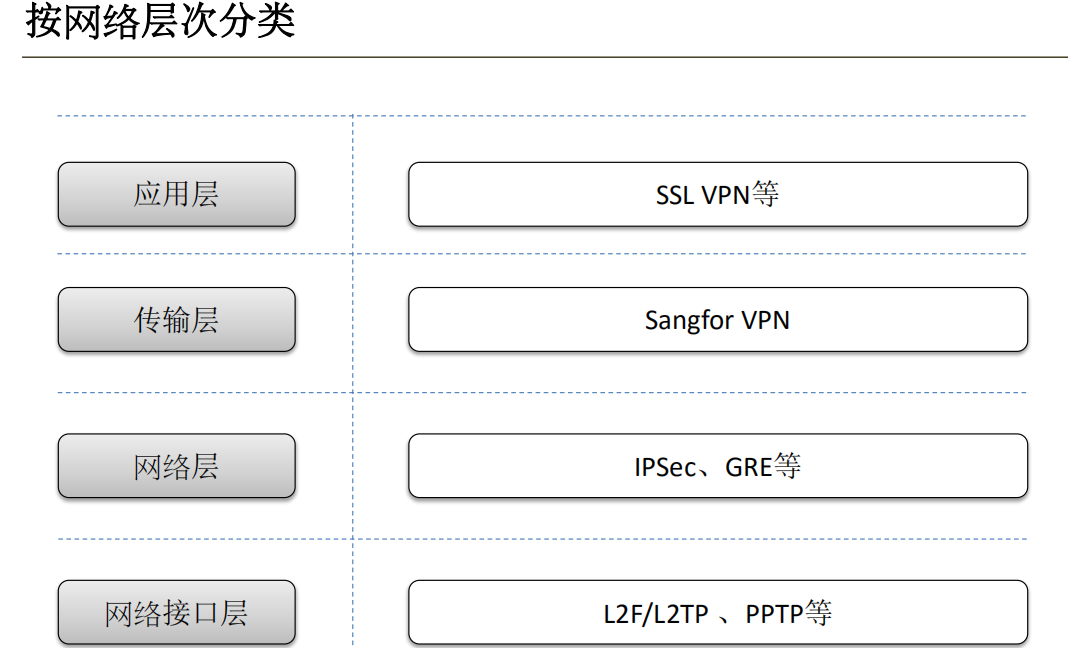 按网络层次分类
应用层
SSL VPN等
传输层
Sangfor VPN
网络层
IPSec、GRE等
网络接口层
L2F/L2TP 、PPTP等